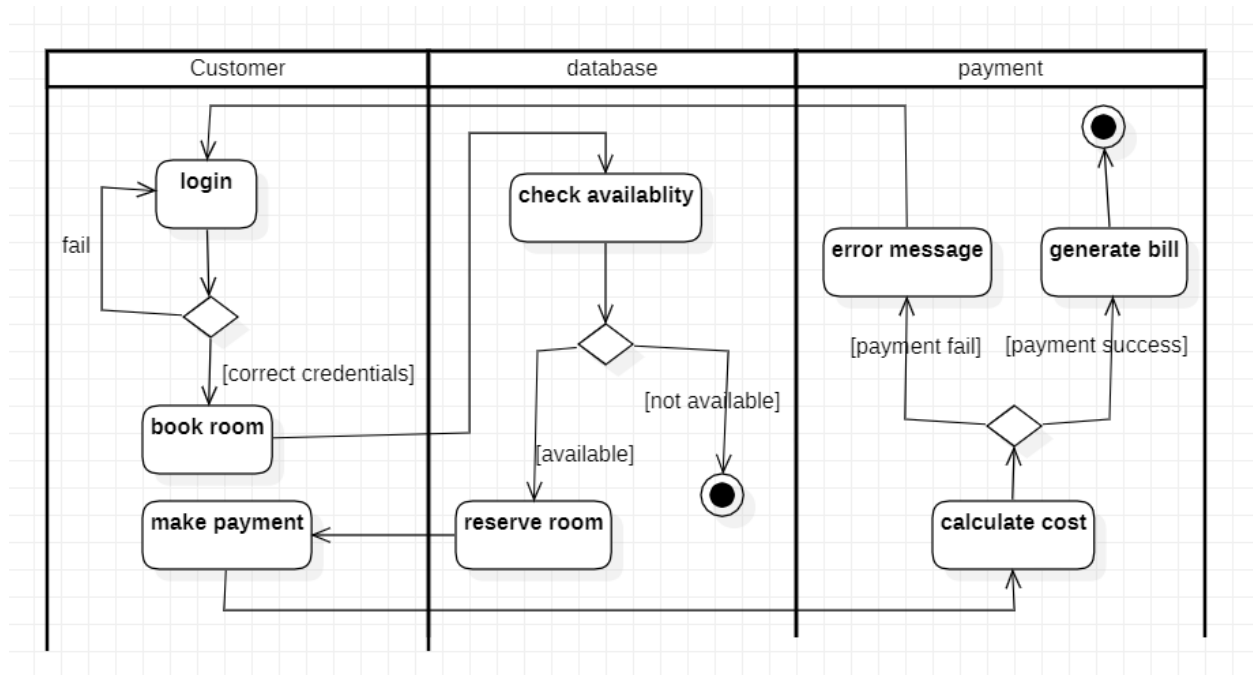 Customer
database
payment
login
check availablity
error message
generate bill
fail
[payment fail]
[payment success]
[correct credentials]
[not available]
book room
[available]
make payment
reserve room
calculate cost